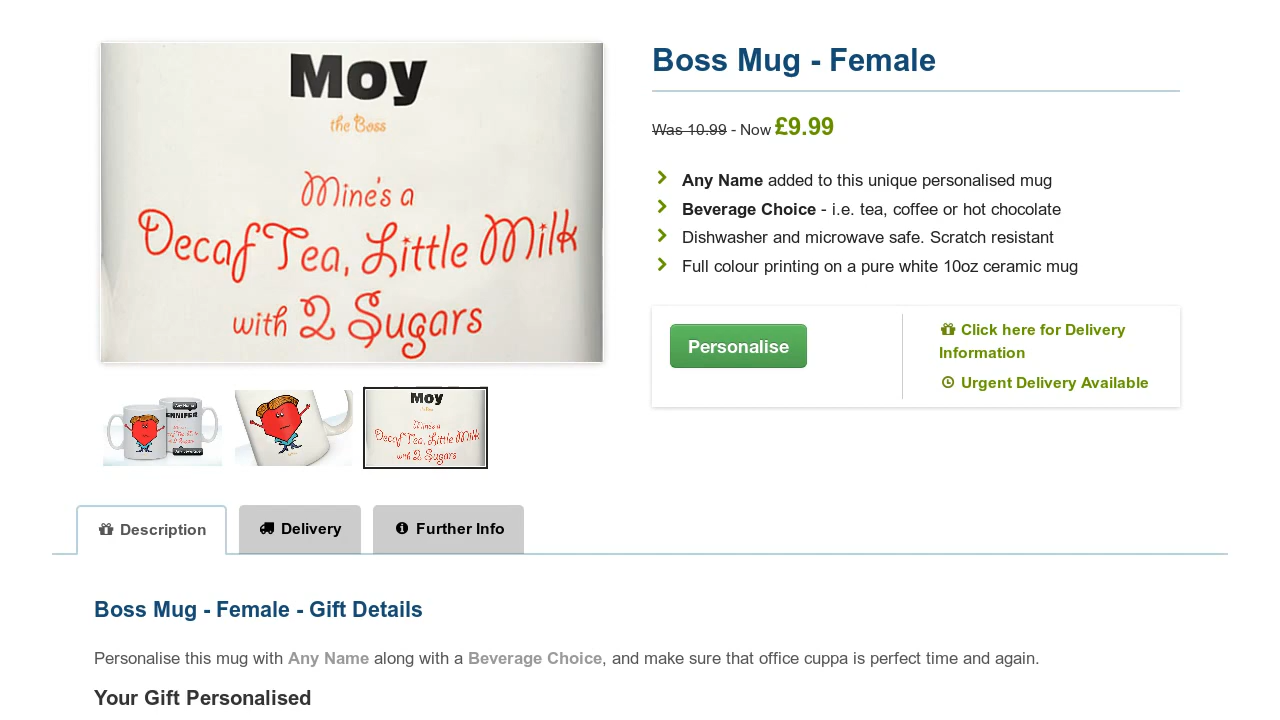 Moy
the Boss
Mine's a
Decaf Tea, Little Milk
with 2 Sugars
Boss Mug - Female
Was 10.99 - Now £9.99
Any Name added to this unique personalised mug
Beverage Choice - i.e. tea, coffee or hot chocolate
Dishwasher and microwave safe. Scratch resistant
Full colour printing on a pure white 10oz ceramic mug
Personalise
Click here for Delivery
Information
Urgent Delivery Available
Moy
Mine's a
Decaf Tea, Little Milk
with 2 Sugars
Description
Delivery
Further Info
Boss Mug - Female - Gift Details
Personalise this mug with Any Name along with a Beverage Choice, and make sure that office cuppa is perfect time and again.
Your Gift Personalised